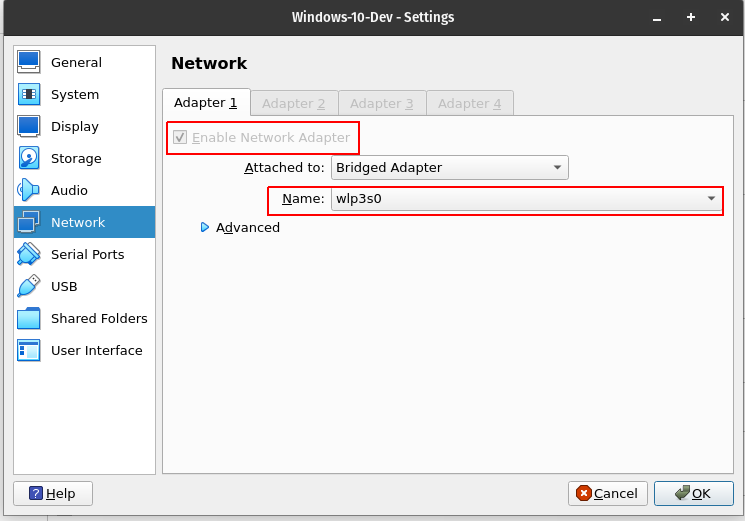 Windows-10-Dev - Settings
General
System
Display
Storage
Audio
Network
Serial Ports
USB
Shared Folders
User Interface
Network
Adapter 1
Adapter 2
Adapter 3
Adapter 4
Enable Network Adapter
Attached to: Bridged Adapter
Name: wlp3s0
Advanced
Help
Cancel
OK